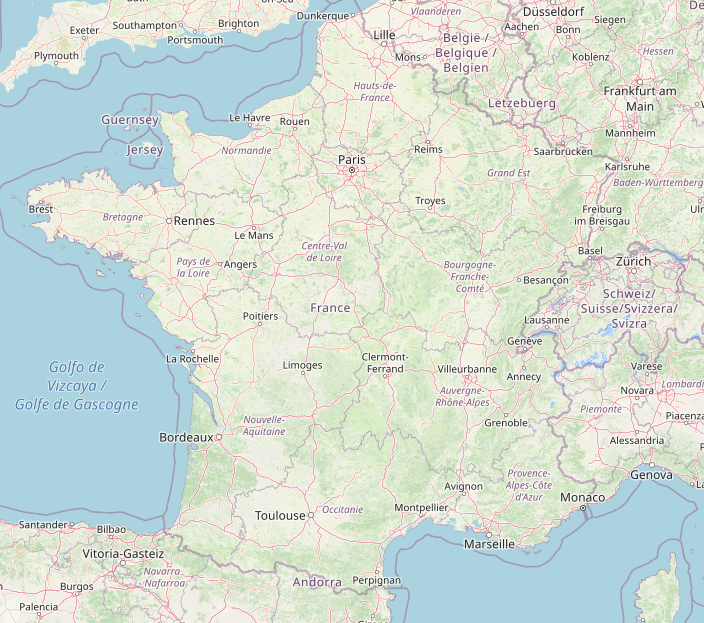 Dunkerque
Vlaanderen
Düsseldorf
Siegen
Exeter
Southampton
Brighton
Portsmouth
Plymouth
Lille
Aachen
Bonn
België /
Belgique /
Belgien
Mons
Koblenz
Hessen
Hauts-de-
France
Lëtzebuerg
Frankfurt am
Main
Guernsey
Le Havre
Rouen
Mannheim
Jersey
Normandie
Paris
Reims
Saarbrücken
Karlsruhe
Grand Est
Baden-Württemberg
Brest
Bretagne
Rennes
Troyes
Freiburg
im Breisgau
Le Mans
Centre-Val
de Loire
Basel
Pays de
la Loire
Angers
Bourgogne-
Franche-
Comté
Besançon
Zürich
France
Schweiz/
Suisse/Svizzera/
Svizra
Poitiers
Lausanne
Genève
La Rochelle
Limoges
Clermont-
Ferrand
Villeurbanne
Annecy
Varese
Golfo de
Vizcaya /
Golfe de Gascogne
Auvergne-
Rhône-Alpes
Novara
Piemonte
Nouvelle-
Aquitaine
Grenoble
Bordeaux
Alessandria
Provence-
Alpes-Côte
d'Azur
Genova
Avignon
Monaco
Toulouse
Occitanie
Montpellier
Marseille
Santander
Bilbao
Vitoria-Gasteiz
Navarra
- Nafarroa
Andorra
Perpignan
Burgos
Palencia